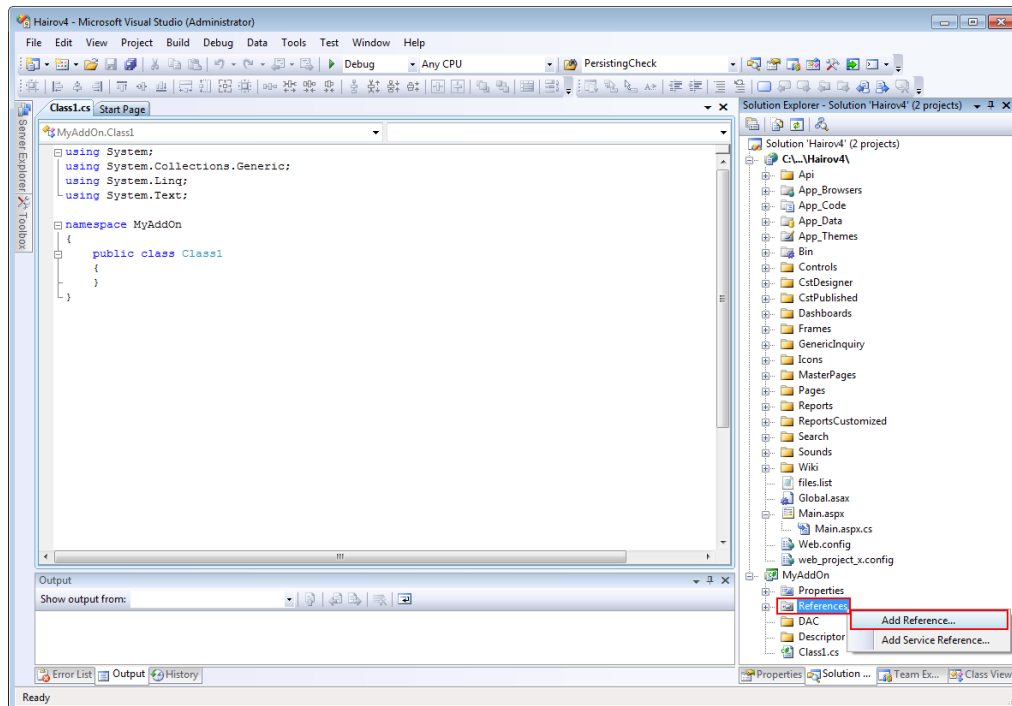 Hairov4 - Microsoft Visual Studio (Administrator)
File Edit View Project Build Debug Data Tools Test Window Help
Debug Any CPU PersistingCheck
Class1.cs Start Page
Server Explorer
Toolbox
MyAddOn.Class1
using System;
using System.Collections.Generic;
using System.Linq;
using System.Text;
namespace MyAddOn
{
public class Class1
{
}
}
Output
Show output from:
Error List Output History
Ready
Solution Explorer - Solution 'Hairov4' (2 projects)
Solution 'Hairov4' (2 projects)
C:\...\Hairov4\
Api
App_Browsers
App_Code
App_Data
App_Themes
Bin
Controls
CstDesigner
CstPublished
Dashboards
Frames
GenericInquiry
Icons
MasterPages
Pages
Reports
ReportsCustomized
Search
Sounds
Wiki
files.list
Global.asax
Main.aspx
Main.aspx.cs
Web.config
web_project_x.config
MyAddOn
Properties
References
DAC
Descriptor
Class1.cs
Add Reference...
Add Service Reference...
Properties Solution ... Team Ex... Class View